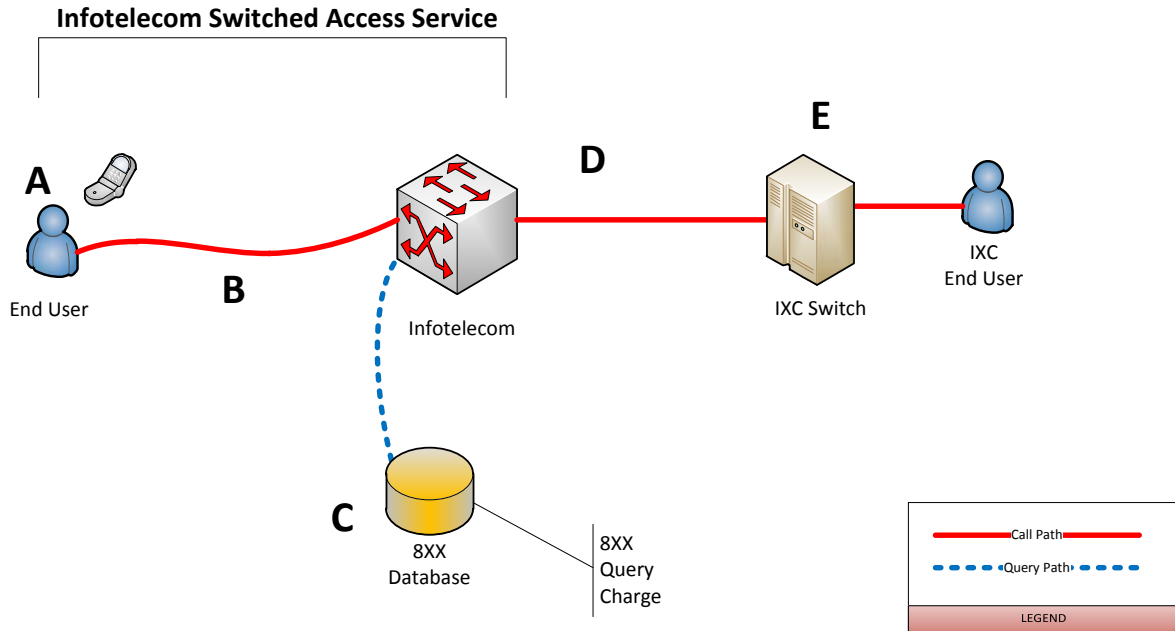 Infotelecom Switched Access Service
A
End User
B
Infotelecom
D
E
IXC Switch
IXC
End User
C
8XX
Database
8XX
Query
Charge
Call Path
Query Path
LEGEND